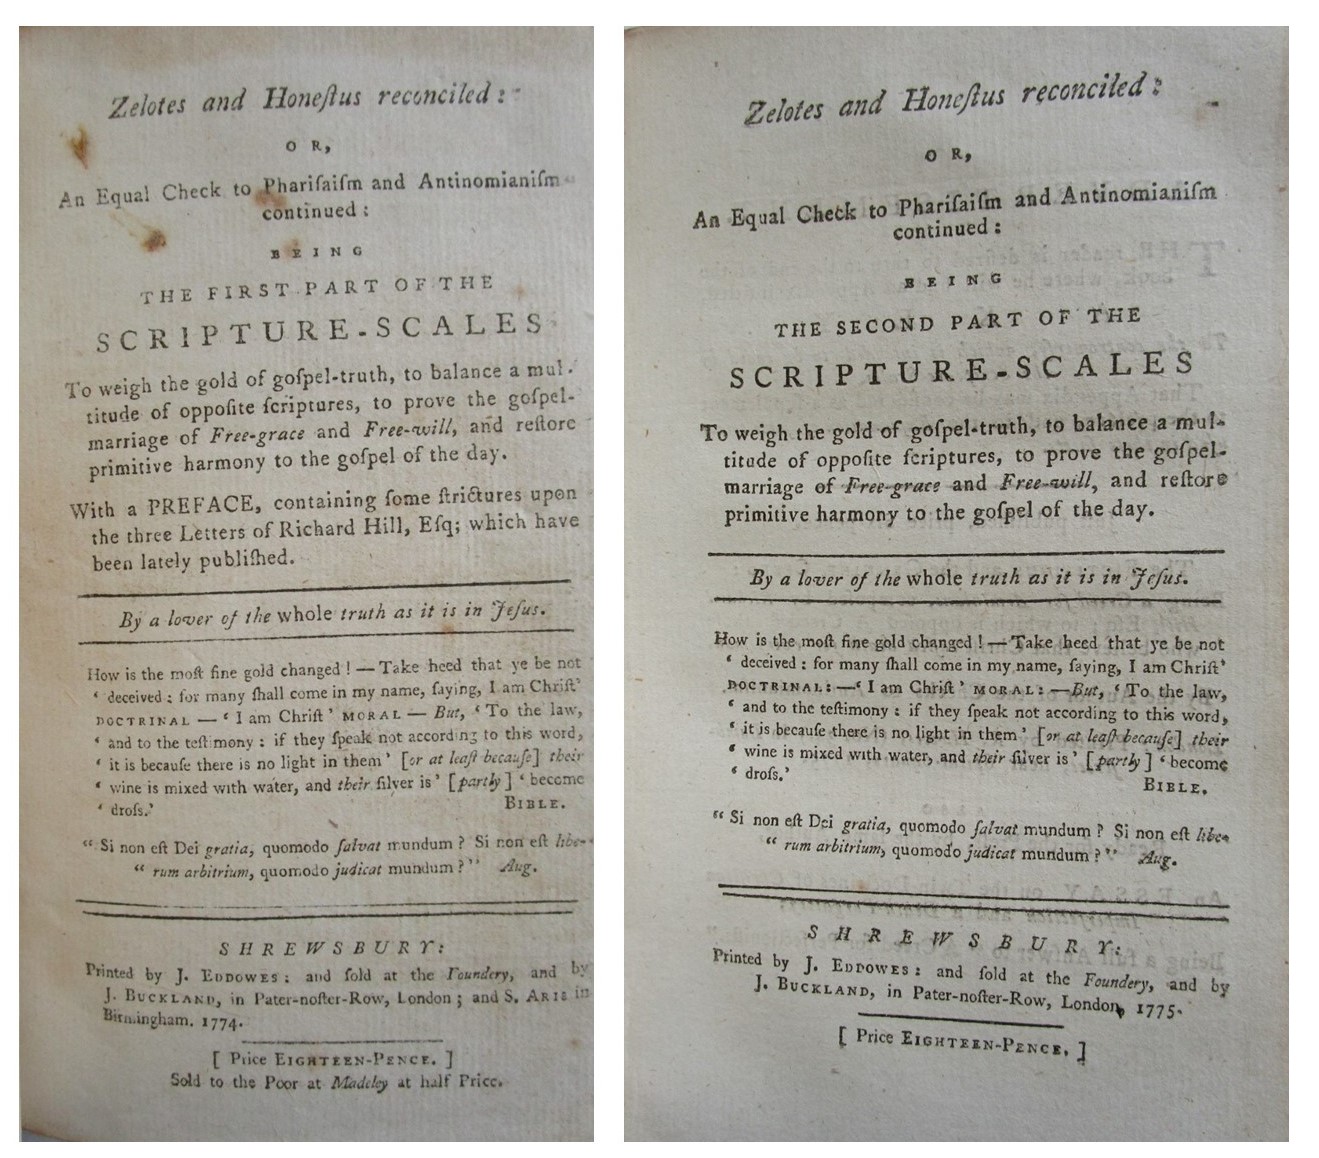 Zelotes and Honeſtus reconciled:
O R,
An Equal Check to Phariſaiſm and Antinomianiſm
continued:
B E I N G
THE FIRST PART OF THE
SCRIPTURE-SCALES
To weigh the gold of goſpel-truth, to balance a mul-
titude of oppoſite ſcriptures, to prove the goſpel-
marriage of Free-grace and Free-will, and reſtore
primitive harmony to the goſpel of the day.
With a PREFACE, containing ſome ſtrictures upon
the three Letters of Richard Hill, Eſq; which have
been lately publiſhed.
By a lover of the whole truth as it is in Jeſus.
How is the moſt fine gold changed! — Take heed that ye be not
‘ deceived: for many ſhall come in my name, ſaying, I am Chriſt’
DOCTRINAL — ‘ I am Chriſt ’ MORAL — But, ‘ To the law,
‘ and to the teſtimony : if they ſpeak not according to this word,
‘ it is becauſe there is no light in them ’ [or at leaſt becauſe] their
‘ wine is mixed with water, and their ſilver is ’ [partly] ‘ become
‘ droſs.’
BIBLE.
“ Si non eſt Dei gratia, quomodo ſalvat mundum ? Si non eſt libe-
“ rum arbitrium, quomodo judicat mundum ? ” Aug.
SHREWSBURY:
Printed by J. EDDOWES: and ſold at the Foundery, and by
J. BUCKLAND, in Pater-noſter-Row, London; and S. ARIS in
Birmingham. 1774.
[ Price EIGHTEEN-PENCE. ]
Sold to the Poor at Madeley at half Price.
Zelotes and Honeſtus reconciled:
O R,
An Equal Check to Phariſaiſm and Antinomianiſm
continued:
B E I N G
THE SECOND PART OF THE
SCRIPTURE-SCALES
To weigh the gold of goſpel-truth, to balance a mul-
titude of oppoſite ſcriptures, to prove the goſpel-
marriage of Free-grace and Free-will, and reſtore
primitive harmony to the goſpel of the day.
By a lover of the whole truth as it is in Jeſus.
How is the moſt fine gold changed! — Take heed that ye be not
‘ deceived : for many ſhall come in my name, ſaying, I am Chriſt’
DOCTRINAL: —‘ I am Chriſt ’ MORAL: —But, ‘ To the law,
‘ and to the teſtimony : if they ſpeak not according to this word,
‘ it is becauſe there is no light in them ’ [or at leaſt becauſe] their
‘ wine is mixed with water, and their ſilver is ’ [partly] ‘ become
‘ droſs.’
BIBLE.
“ Si non eſt Dei gratia, quomodo ſalvat mundum ? Si non eſt libe-
“ rum arbitrium, quomodo judicat mundum ? ” Aug.
SHREWSBURY:
Printed by J. EDDOWES: and ſold at the Foundery, and by
J. BUCKLAND, in Pater-noſter-Row, London, 1775.
[ Price EIGHTEEN-PENCE. ]